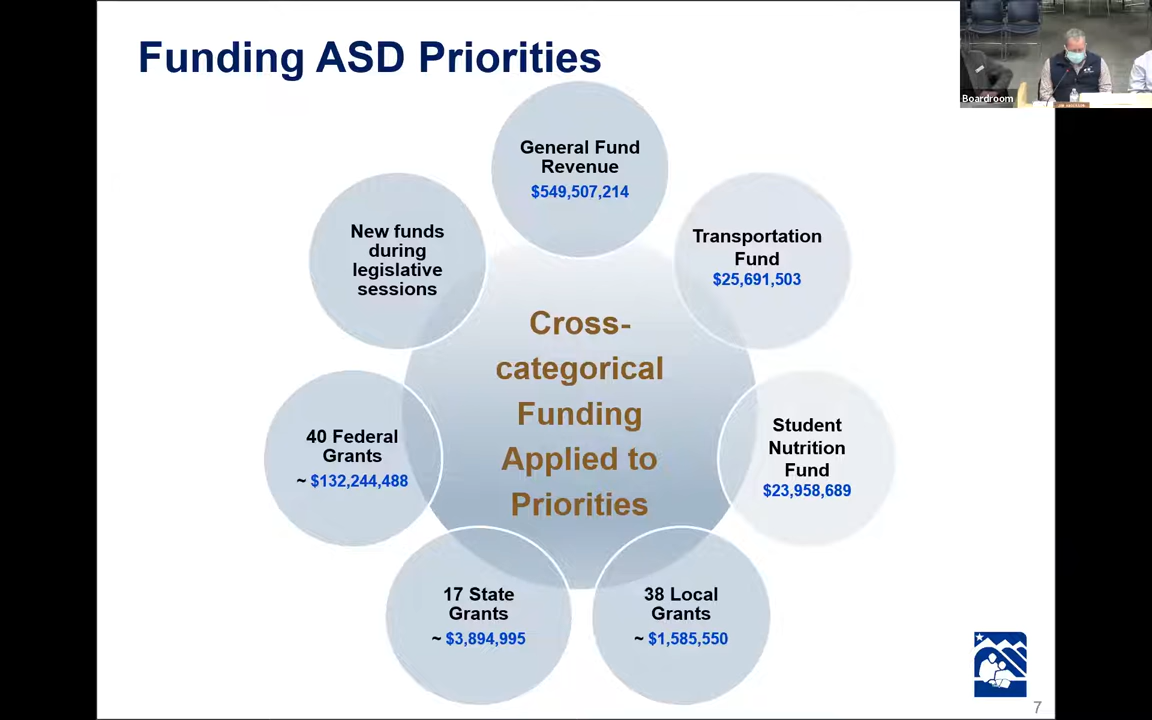 Funding ASD Priorities
Boardroom
General Fund
Revenue
$549,507,214
Transportation
Fund
$25,691,503
Student
Nutrition
Fund
$23,958,689
38 Local
Grants
~ $1,585,550
17 State
Grants
~ $3,894,995
40 Federal
Grants
~ $132,244,488
New funds
during
legislative
sessions
Cross-
categorical
Funding
Applied to
Priorities
7